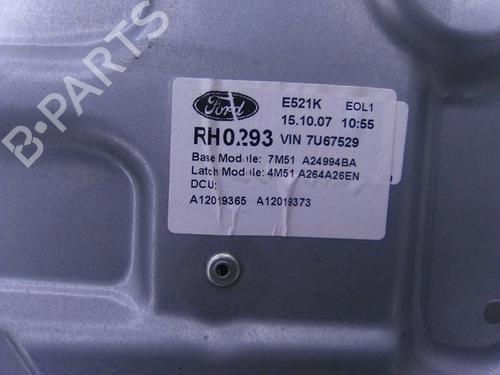 B-PARTS
Ford
E521K EOL1
15.10.07 10:55
RH0293 VIN 7U67529
Base Module: 7M51 A24994BA
Latch Module: 4M51 A264A26EN
DCU:
A12019365 A12019373